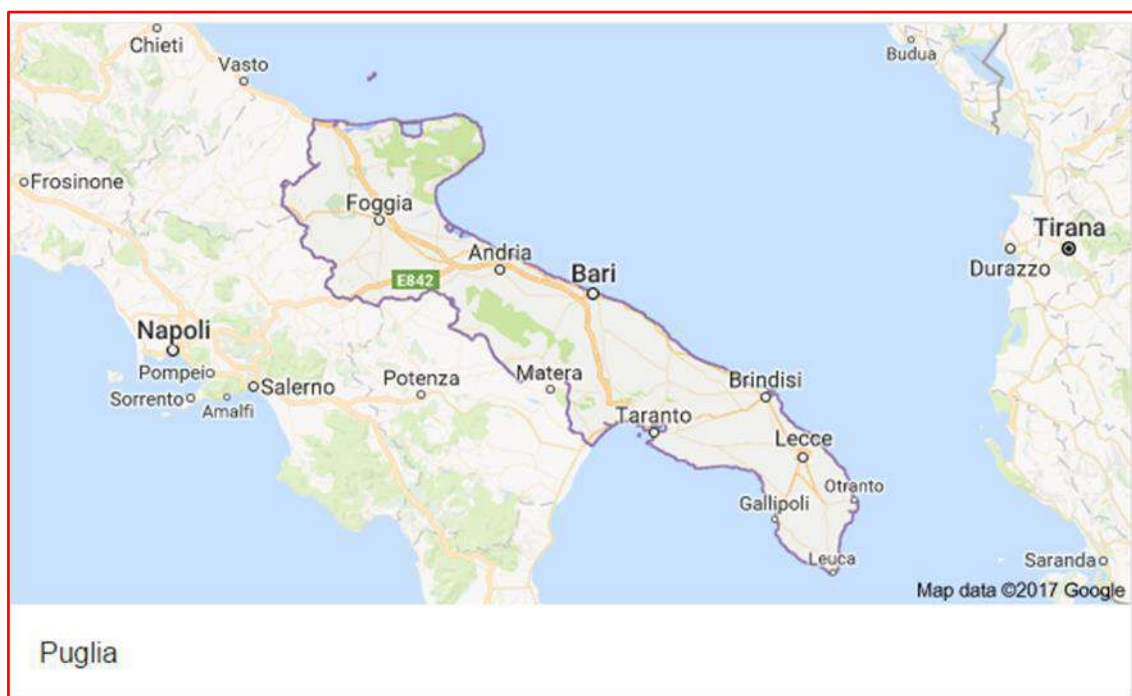 Chieti
Budua
Vasto
Frosinone
Foggia
Tirana
Andria
Durazzo
Bari
E842
Napoli
Pompei
Salerno
Potenza
Matera
Brindisi
Sorrento
Amalfi
Taranto
Lecce
Otranto
Gallipoli
Leuca
Saranda
Map data ©2017 Google
Puglia